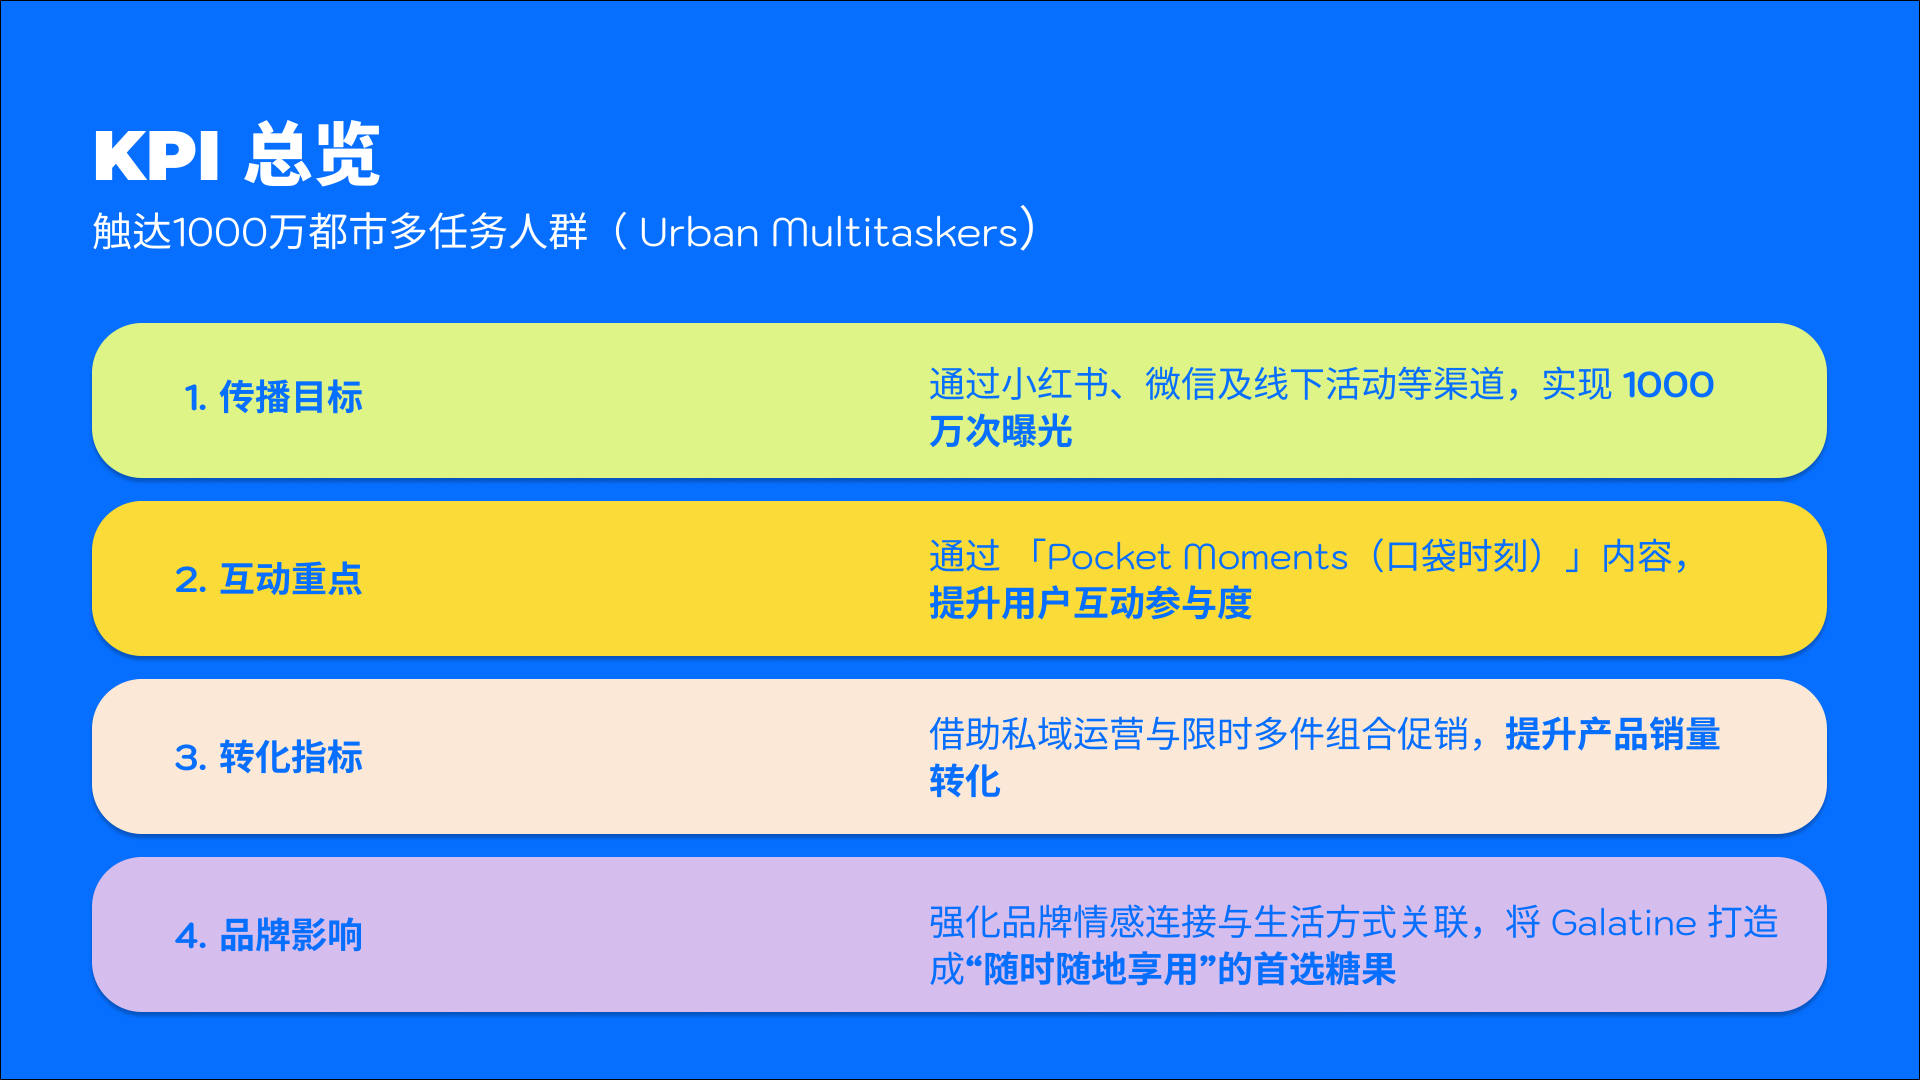 KPI 总览
触达1000万都市多任务人群（ Urban Multitaskers）
1. 传播目标
通过小红书、微信及线下活动等渠道，实现 1000
万次曝光
2. 互动重点
通过 「Pocket Moments（口袋时刻）」内容，
提升用户互动参与度
3. 转化指标
借助私域运营与限时多件组合促销，提升产品销量
转化
4. 品牌影响
强化品牌情感连接与生活方式关联，将 Galatine 打造
成“随时随地享用”的首选糖果